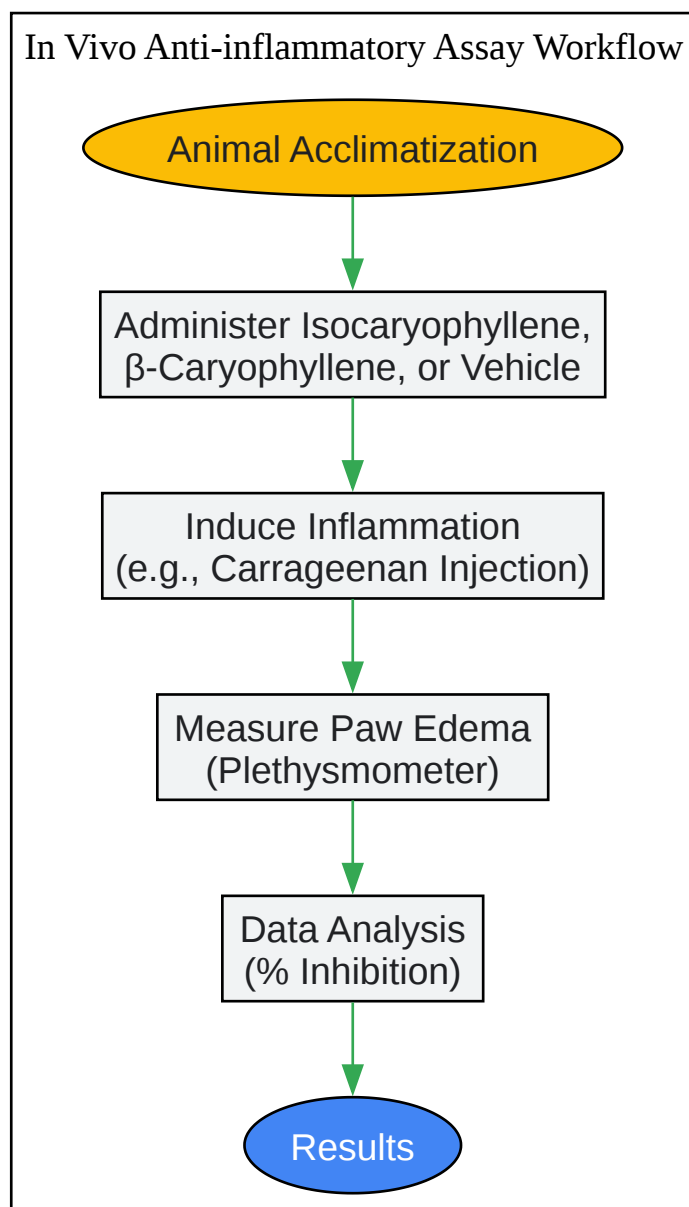 In Vivo Anti-inflammatory Assay Workflow
Animal Acclimatization
Administer Isocaryophyllene,
β-Caryophyllene, or Vehicle
Induce Inflammation
(e.g., Carrageenan Injection)
Measure Paw Edema
(Plethysmometer)
Data Analysis
(% Inhibition)
Results